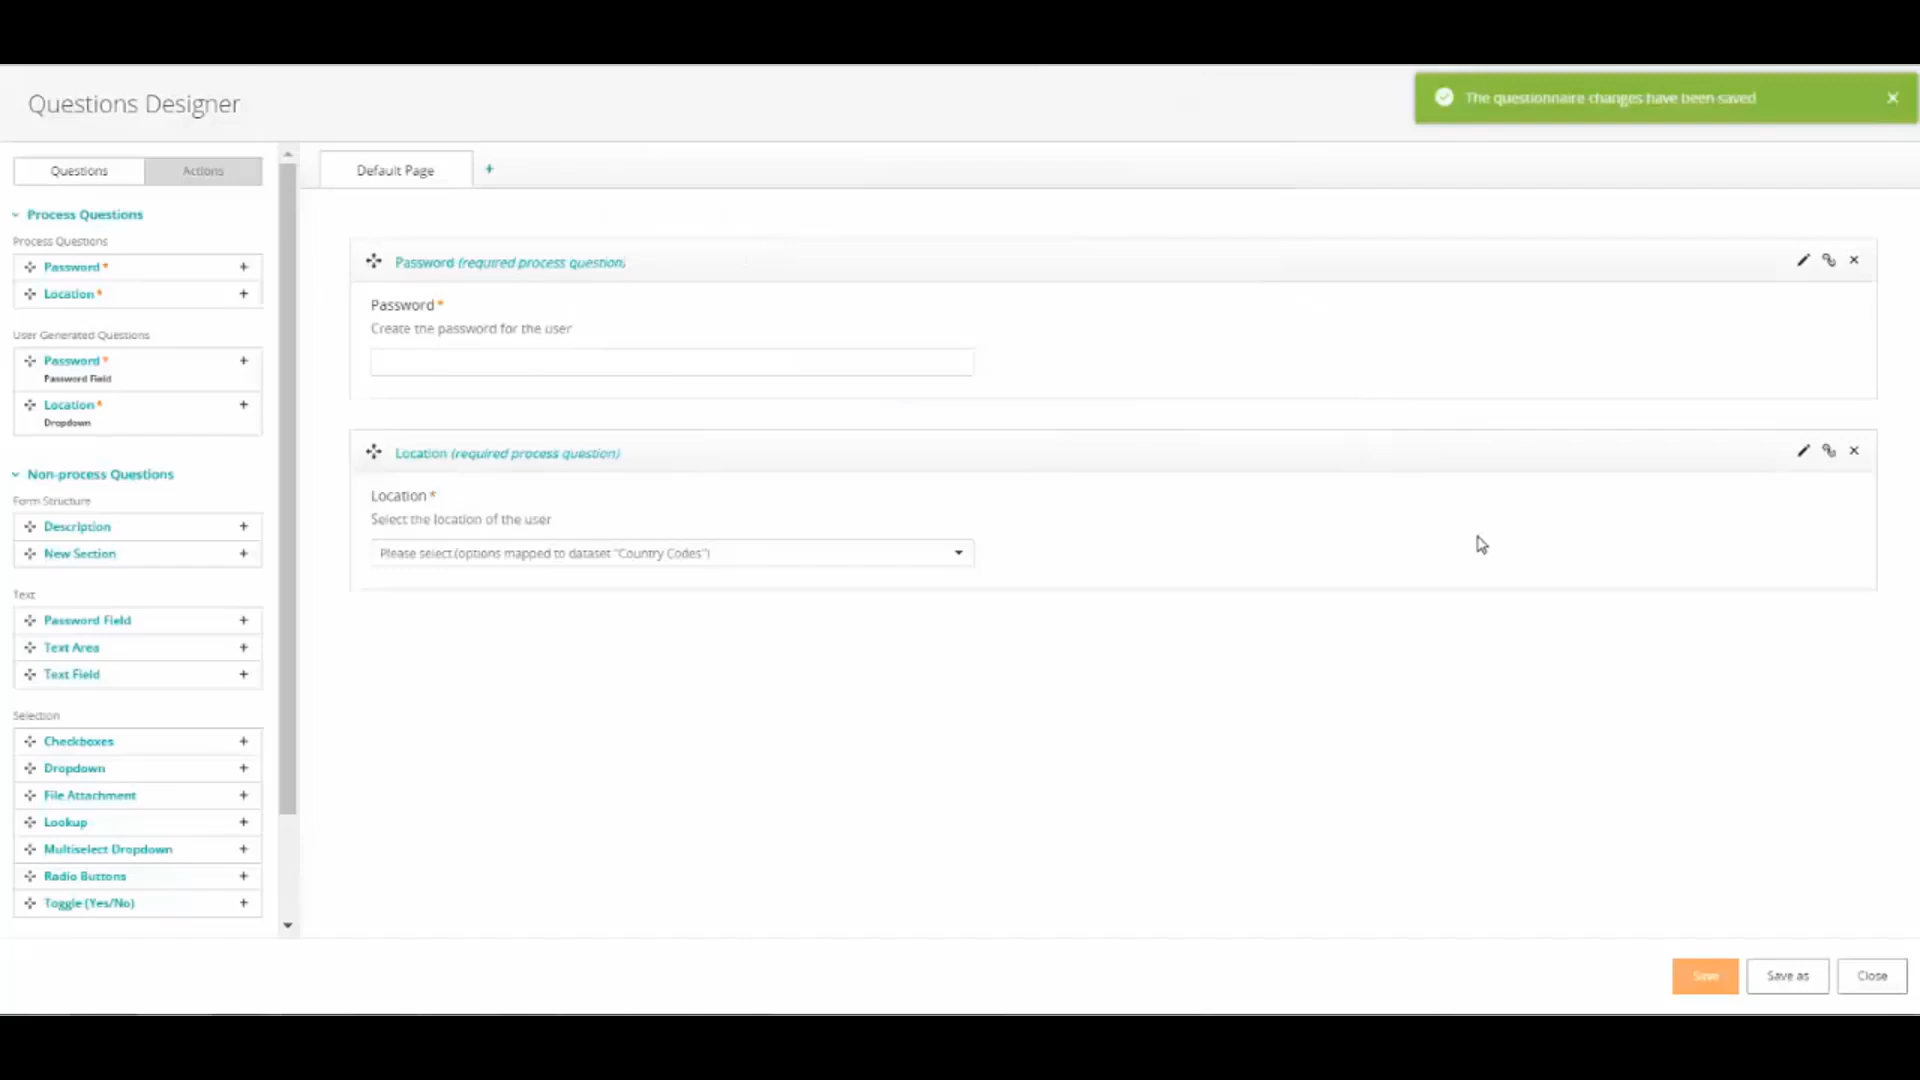 Questions Designer
The questionnaire changes have been saved
Questions
Actions
Default Page
Process Questions
Process Questions
Password *
Location *
User Generated Questions
Password *
Password Field
Location *
Dropdown
Non-process Questions
Form Structure
Description
New Section
Text
Password Field
Text Area
Text Field
Selection
Checkboxes
Dropdown
File Attachment
Lookup
Multiselect Dropdown
Radio Buttons
Toggle (Yes/No)
Password (required process question)
Password *
Create the password for the user
Location (required process question)
Location *
Select the location of the user
Please select.(options mapped to dataset "Country Codes")
Save
Save as
Close